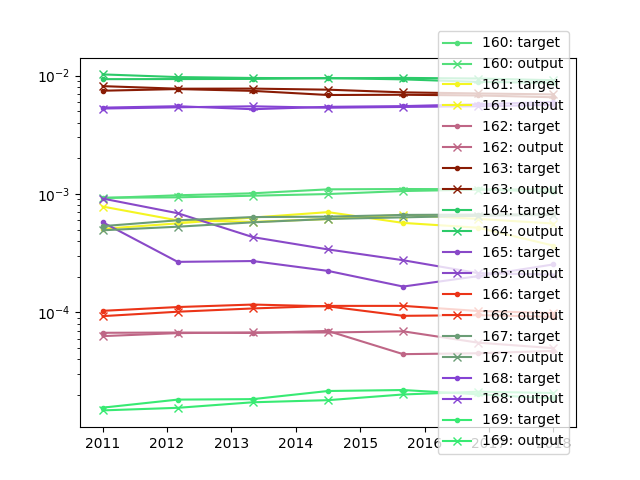 10⁻²
10⁻³
10⁻⁴
2011
2012
2013
2014
2015
2016
2017
2018
160: target
160: output
161: target
161: output
162: target
162: output
163: target
163: output
164: target
164: output
165: target
165: output
166: target
166: output
167: target
167: output
168: target
168: output
169: target
169: output